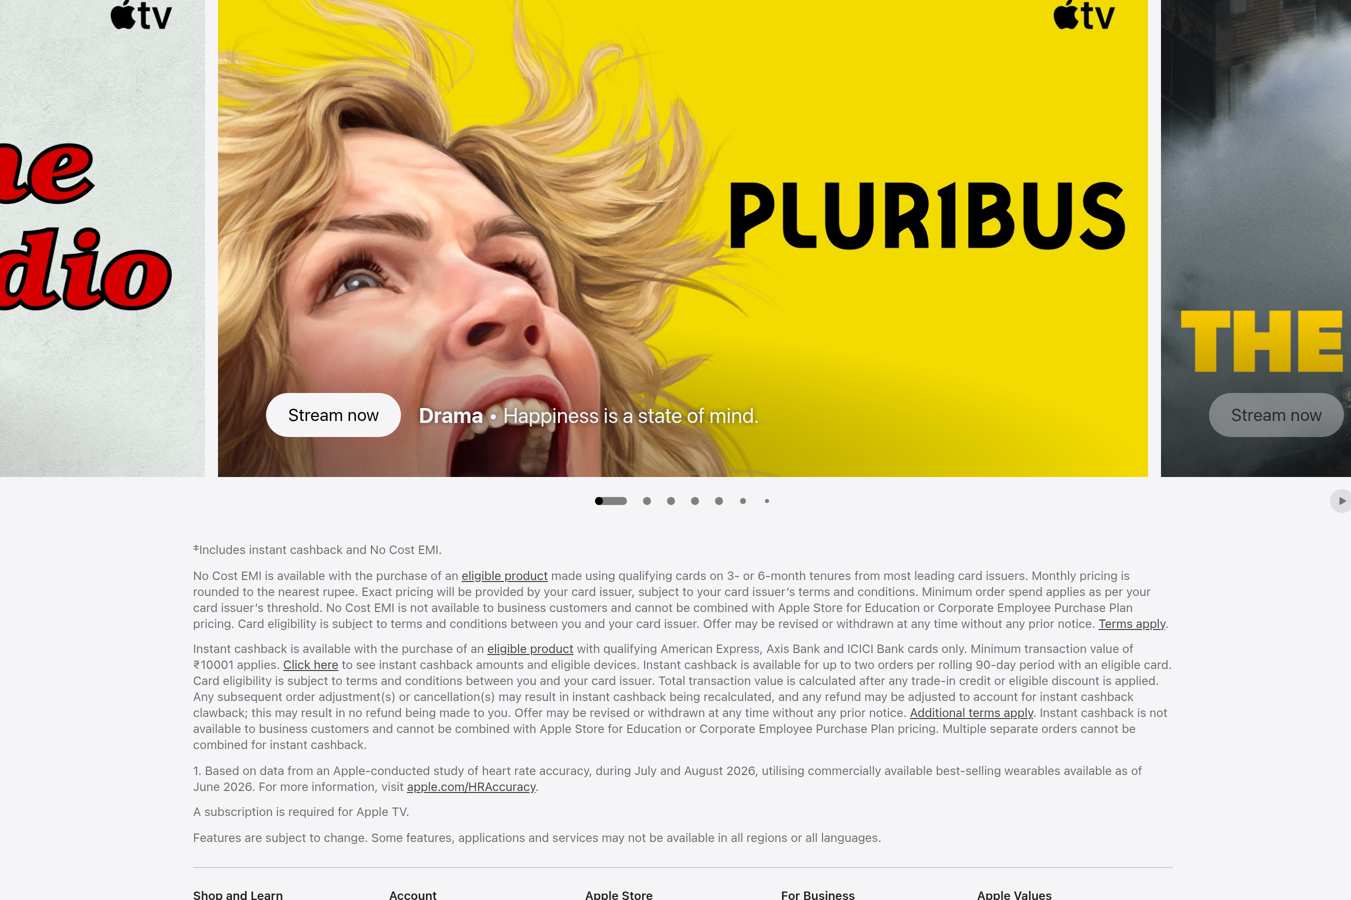 tv
tv
ne
dio
PLUR1BUS
THE
Stream now
Drama • Happiness is a state of mind.
Stream now
‡Includes instant cashback and No Cost EMI.
No Cost EMI is available with the purchase of an eligible product made using qualifying cards on 3- or 6-month tenures from most leading card issuers. Monthly pricing is
rounded to the nearest rupee. Exact pricing will be provided by your card issuer, subject to your card issuer's terms and conditions. Minimum order spend applies as per your
card issuer's threshold. No Cost EMI is not available to business customers and cannot be combined with Apple Store for Education or Corporate Employee Purchase Plan
pricing. Card eligibility is subject to terms and conditions between you and your card issuer. Offer may be revised or withdrawn at any time without any prior notice. Terms apply.
Instant cashback is available with the purchase of an eligible product with qualifying American Express, Axis Bank and ICICI Bank cards only. Minimum transaction value of
₹10001 applies. Click here to see instant cashback amounts and eligible devices. Instant cashback is available for up to two orders per rolling 90-day period with an eligible card.
Card eligibility is subject to terms and conditions between you and your card issuer. Total transaction value is calculated after any trade-in credit or eligible discount is applied.
Any subsequent order adjustment(s) or cancellation(s) may result in instant cashback being recalculated, and any refund may be adjusted to account for instant cashback
clawback; this may result in no refund being made to you. Offer may be revised or withdrawn at any time without any prior notice. Additional terms apply. Instant cashback is not
available to business customers and cannot be combined with Apple Store for Education or Corporate Employee Purchase Plan pricing. Multiple separate orders cannot be
combined for instant cashback.
1. Based on data from an Apple-conducted study of heart rate accuracy, during July and August 2026, utilising commercially available best-selling wearables available as of
June 2026. For more information, visit apple.com/HRAccuracy.
A subscription is required for Apple TV.
Features are subject to change. Some features, applications and services may not be available in all regions or all languages.
Shop and Learn
Account
Apple Store
For Business
Apple Values